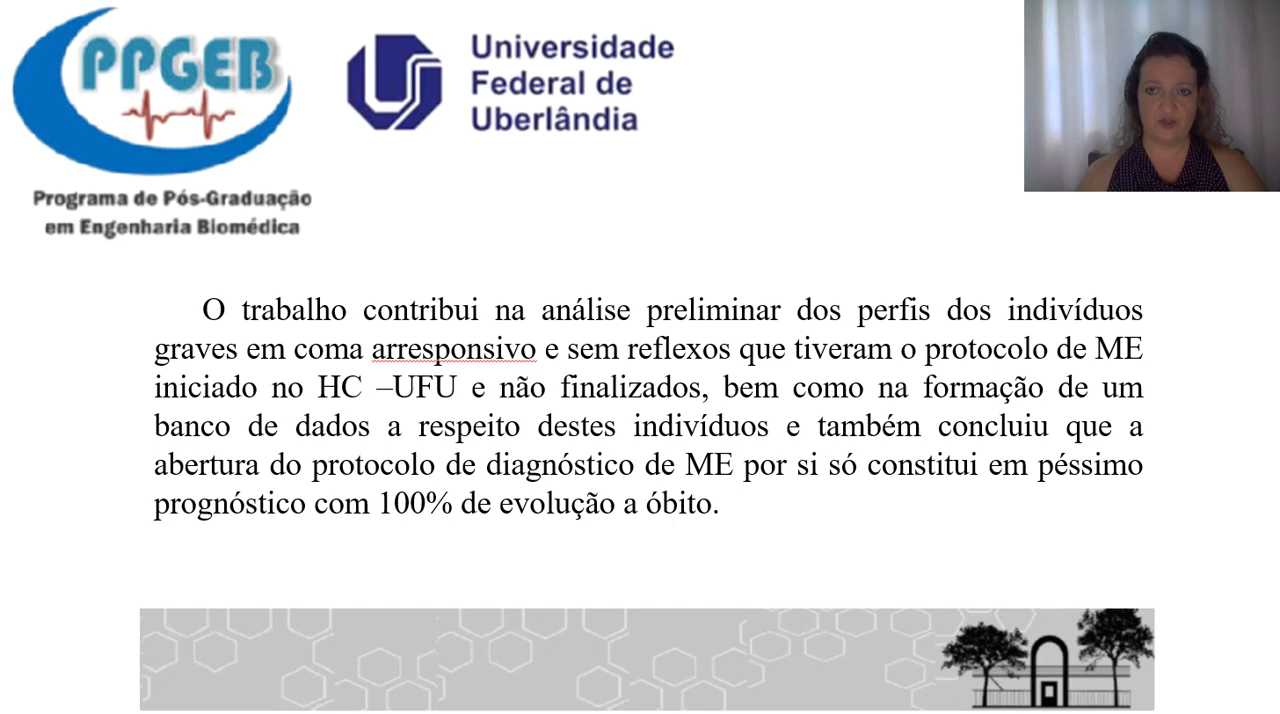 PPGEB
Programa de Pós-Graduação
em Engenharia Biomédica
Universidade
Federal de
Uberlândia
O trabalho contribui na análise preliminar dos perfis dos indivíduos
graves em coma arresponsivo e sem reflexos que tiveram o protocolo de ME
iniciado no HC –UFU e não finalizados, bem como na formação de um
banco de dados a respeito destes indivíduos e também concluiu que a
abertura do protocolo de diagnóstico de ME por si só constitui em péssimo
prognóstico com 100% de evolução a óbito.